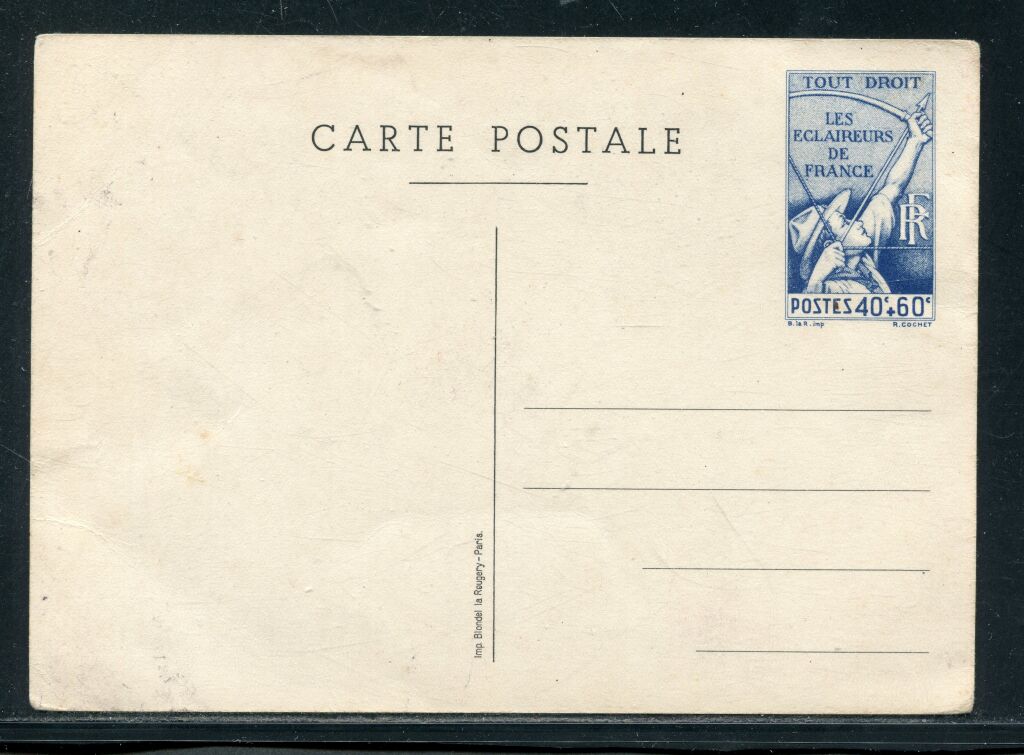 CARTE POSTALE
TOUT DROIT
LES
ECLAIREURS
DE
FRANCE
RF
POSTES 40c+60c
B. la R. imp
R. COCHET
Imp. Blondel la Rougery - Paris.